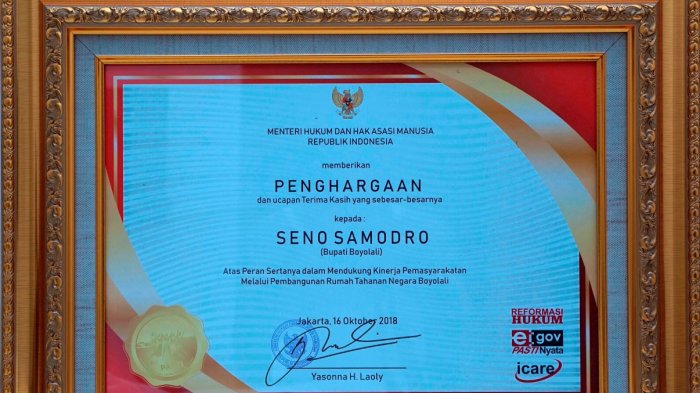 MENTERI HUKUM DAN HAK ASASI MANUSIA
REPUBLIK INDONESIA
memberikan
PENGHARGAAN
dan ucapan Terima Kasih yang sebesar-besarnya
kepada :
SENO SAMODRO
(Bupati Boyolali)
Atas Peran Sertanya dalam Mendukung Kinerja Pemasyarakatan
Melalui Pembangunan Rumah Tahanan Negara Boyolali
Jakarta, 16 Oktober 2018
Yasonna H. Laoly
REFORMASI
HUKUM
e-gov
PASTI Nyata
icare